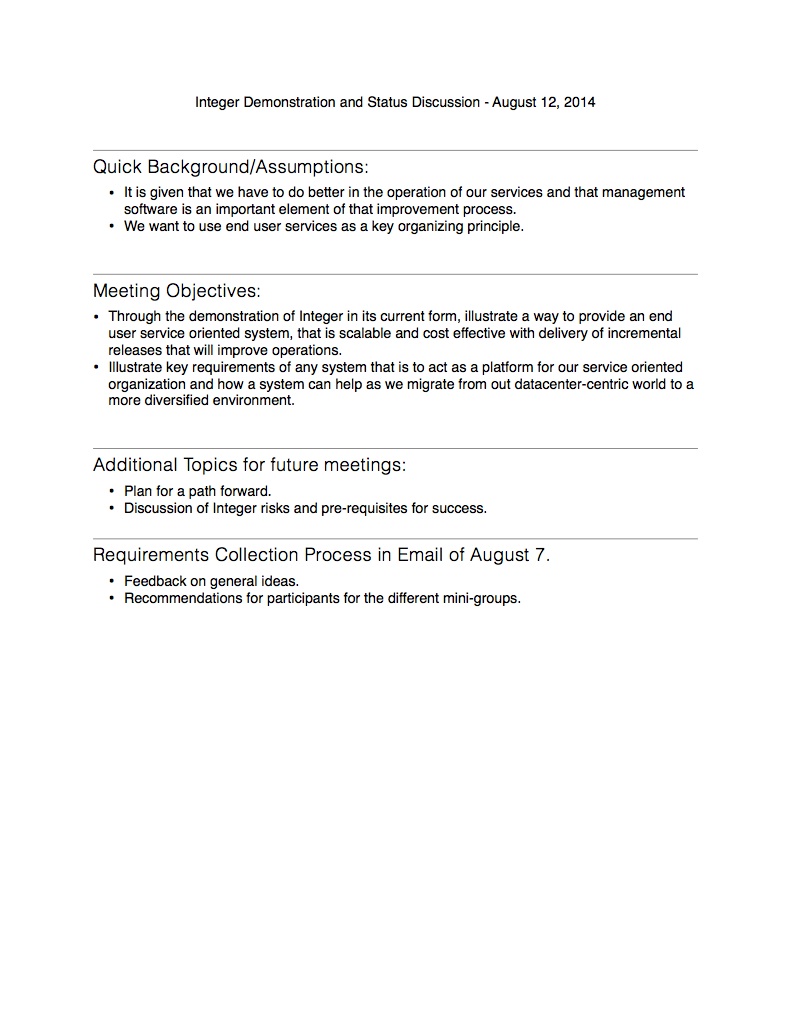 Integer Demonstration and Status Discussion - August 12, 2014
Quick Background/Assumptions:
• It is given that we have to do better in the operation of our services and that management
software is an important element of that improvement process.
• We want to use end user services as a key organizing principle.
Meeting Objectives:
• Through the demonstration of Integer in its current form, illustrate a way to provide an end
user service oriented system, that is scalable and cost effective with delivery of incremental
releases that will improve operations.
• Illustrate key requirements of any system that is to act as a platform for our service oriented
organization and how a system can help as we migrate from out datacenter-centric world to a
more diversified environment.
Additional Topics for future meetings:
• Plan for a path forward.
• Discussion of Integer risks and pre-requisites for success.
Requirements Collection Process in Email of August 7.
• Feedback on general ideas.
• Recommendations for participants for the different mini-groups.